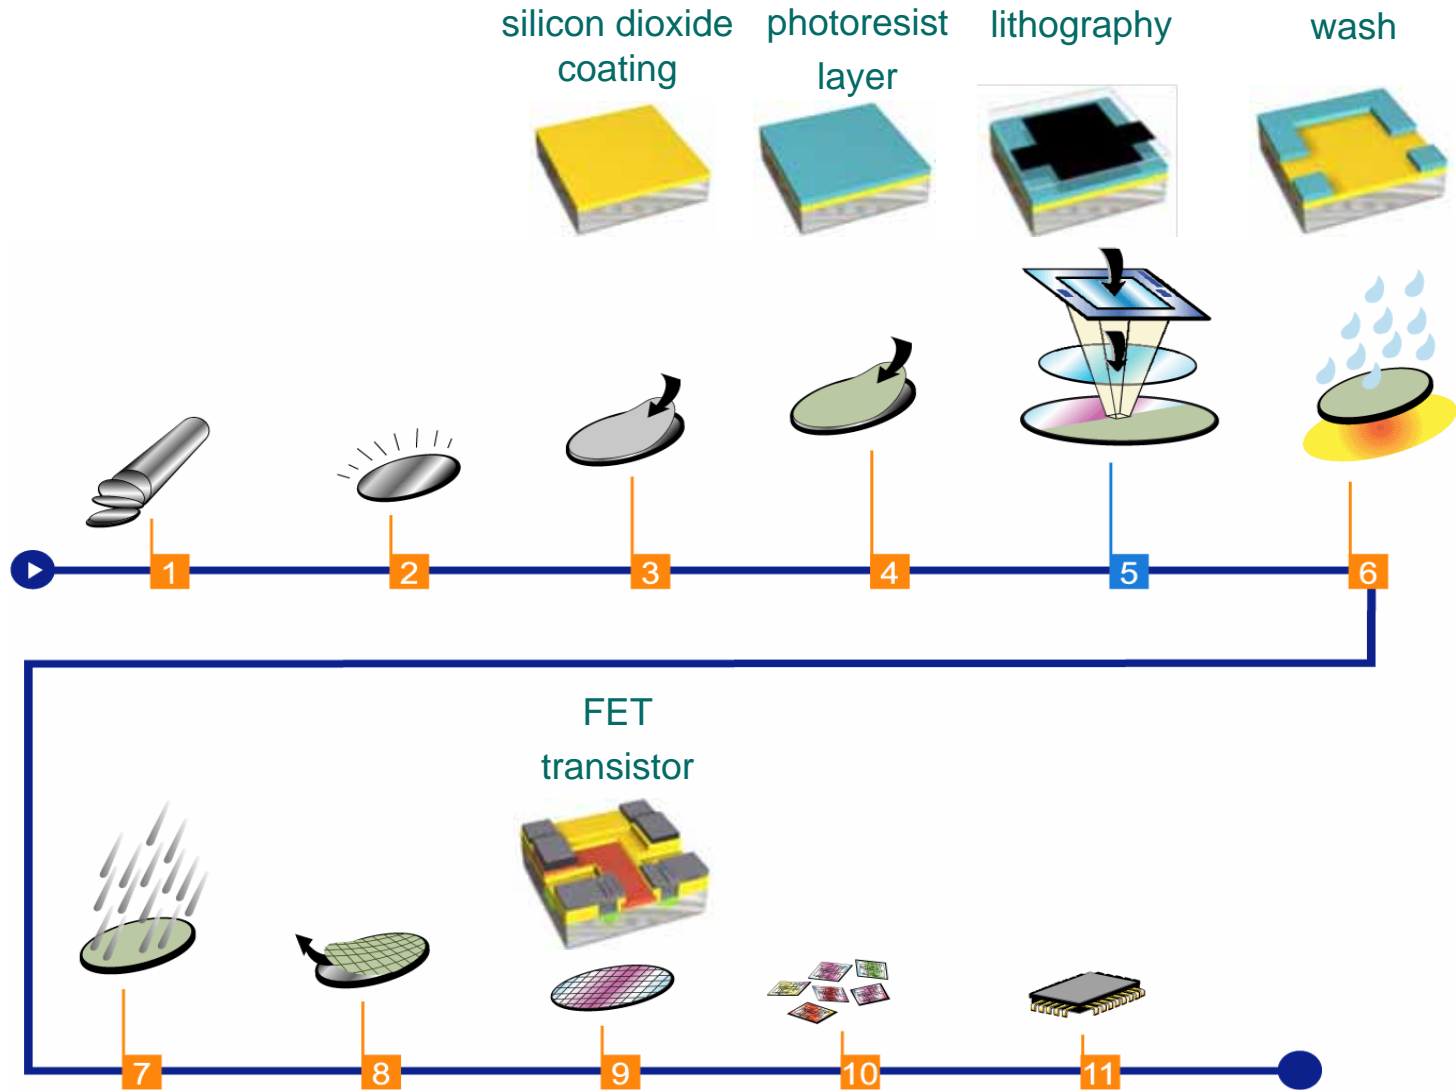 silicon dioxide
coating
photoresist
layer
lithography
wash
1
2
3
4
5
6
FET
transistor
7
8
9
10
11